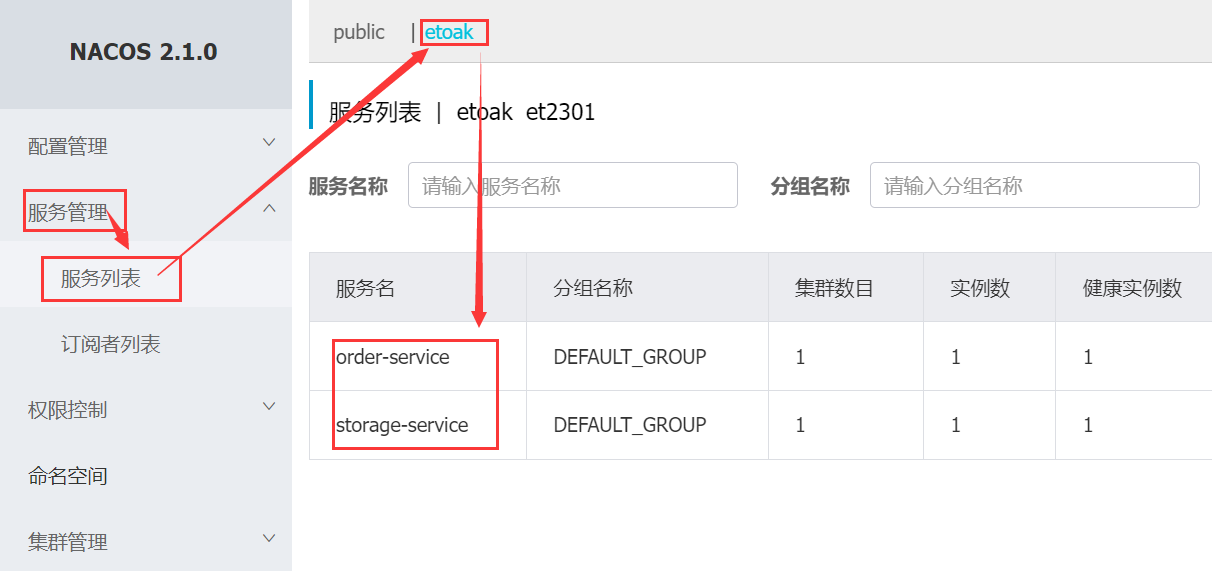 NACOS 2.1.0
配置管理
服务管理
服务列表
订阅者列表
权限控制
命名空间
集群管理
public | etoak
服务列表 | etoak et2301
服务名称 请输入服务名称 分组名称 请输入分组名称
服务名 分组名称 集群数目 实例数 健康实例数
order-service DEFAULT_GROUP 1 1 1
storage-service DEFAULT_GROUP 1 1 1